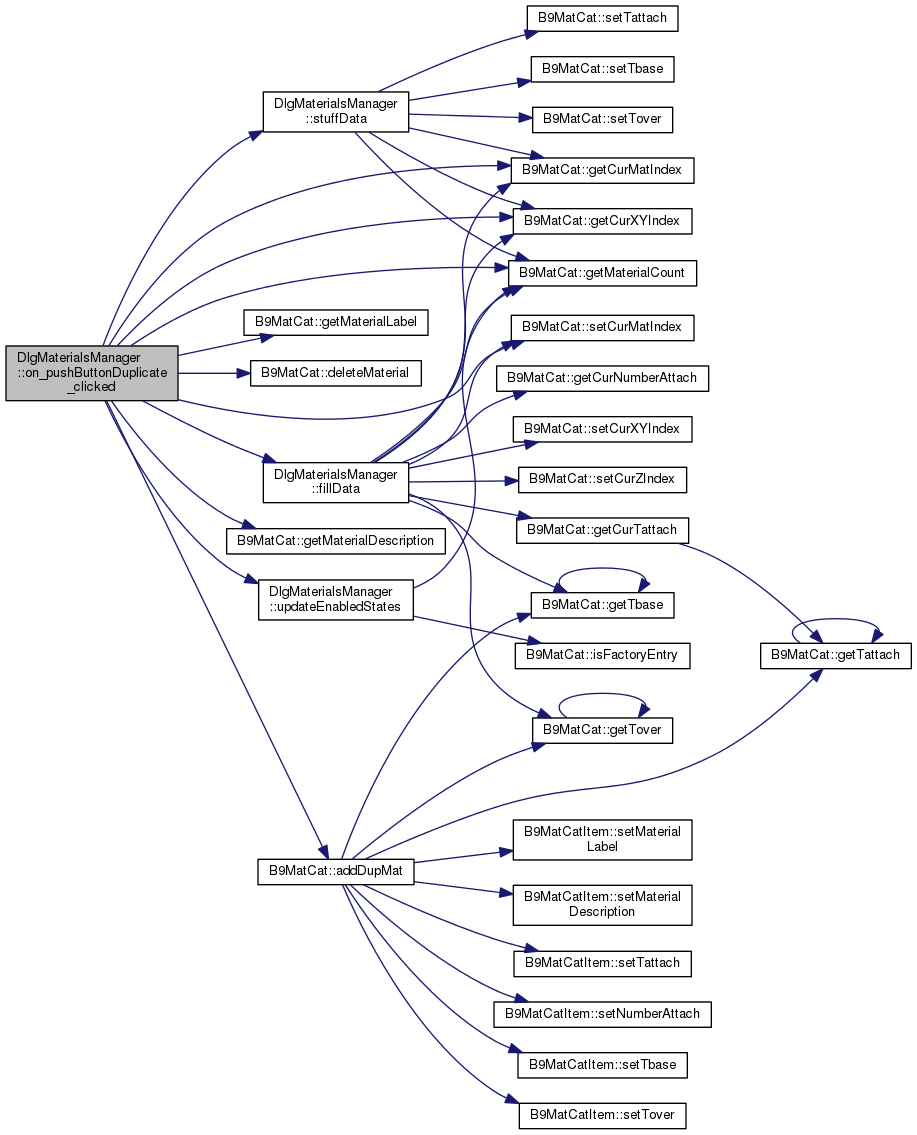 B9MatCat::setTattach
B9MatCat::setTbase
DlgMaterialsManager
::stuffData
B9MatCat::setTover
B9MatCat::getCurMatIndex
B9MatCat::getCurXYIndex
B9MatCat::getMaterialCount
B9MatCat::getMaterialLabel
B9MatCat::setCurMatIndex
DlgMaterialsManager
::on_pushButtonDuplicate
_clicked
B9MatCat::deleteMaterial
B9MatCat::getCurNumberAttach
B9MatCat::setCurXYIndex
DlgMaterialsManager
::fillData
B9MatCat::setCurZIndex
B9MatCat::getCurTattach
B9MatCat::getMaterialDescription
DlgMaterialsManager
::updateEnabledStates
B9MatCat::getTbase
B9MatCat::isFactoryEntry
B9MatCat::getTattach
B9MatCat::getTover
B9MatCatItem::setMaterial
Label
B9MatCat::addDupMat
B9MatCatItem::setMaterial
Description
B9MatCatItem::setTattach
B9MatCatItem::setNumberAttach
B9MatCatItem::setTbase
B9MatCatItem::setTover